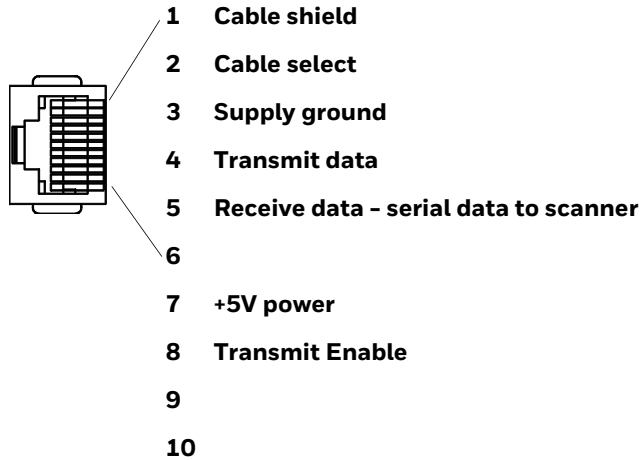 1 Cable shield
2 Cable select
3 Supply ground
4 Transmit data
5 Receive data – serial data to scanner
6
7 +5V power
8 Transmit Enable
9
10